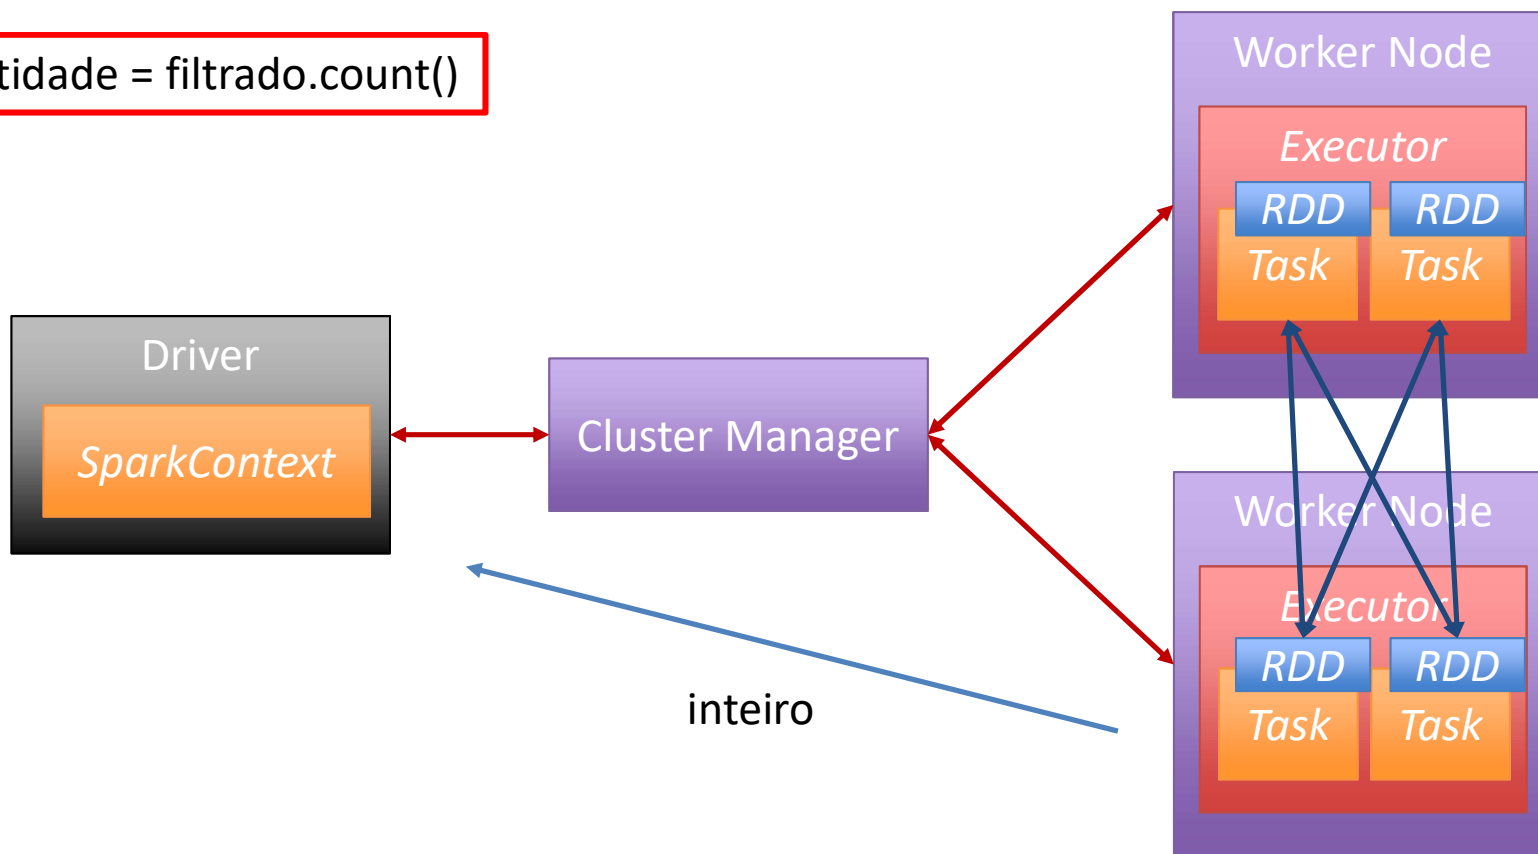 tidade = filtrado.count()
Worker Node
Executor
RDD
RDD
Task
Task
Driver
SparkContext
Cluster Manager
Worker Node
Executor
RDD
RDD
Task
Task
inteiro